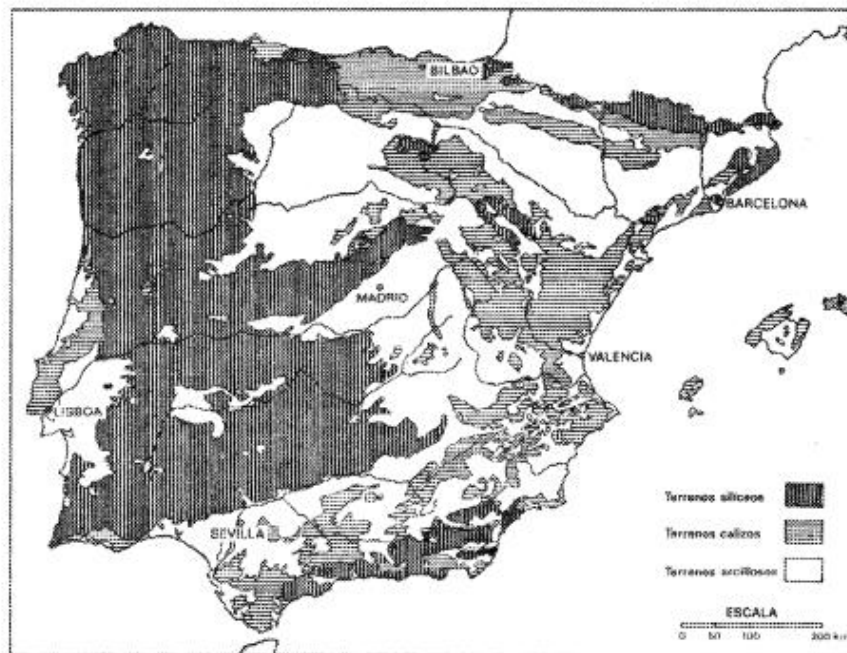 BILBAO
BARCELONA
MADRID
VALENCIA
LISBOA
SEVILLA
Terrenos silíceos
Terrenos calizos
Terrenos arcillosos
ESCALA
0 50 100 200 km